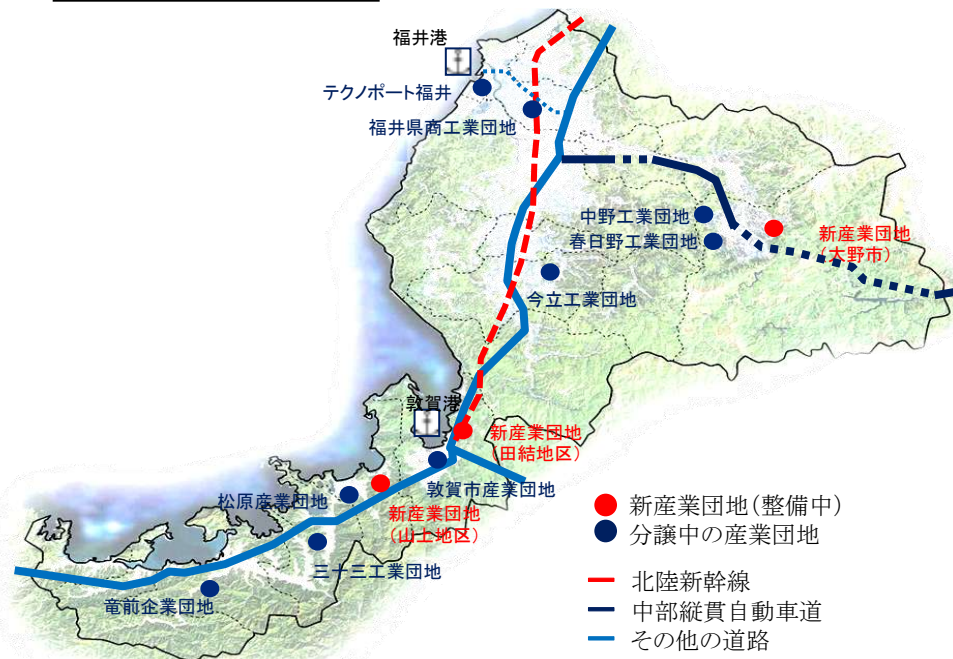 福井港
テクノポート福井
福井県商工業団地
中野工業団地
春日野工業団地
新産業団地
(大野市)
今立工業団地
敦賀港
新産業団地
(田結地区)
敦賀市産業団地
松原産業団地
新産業団地
(山上地区)
三十三工業団地
竜前企業団地
新産業団地(整備中)
分譲中の産業団地
北陸新幹線
中部縦貫自動車道
その他の道路